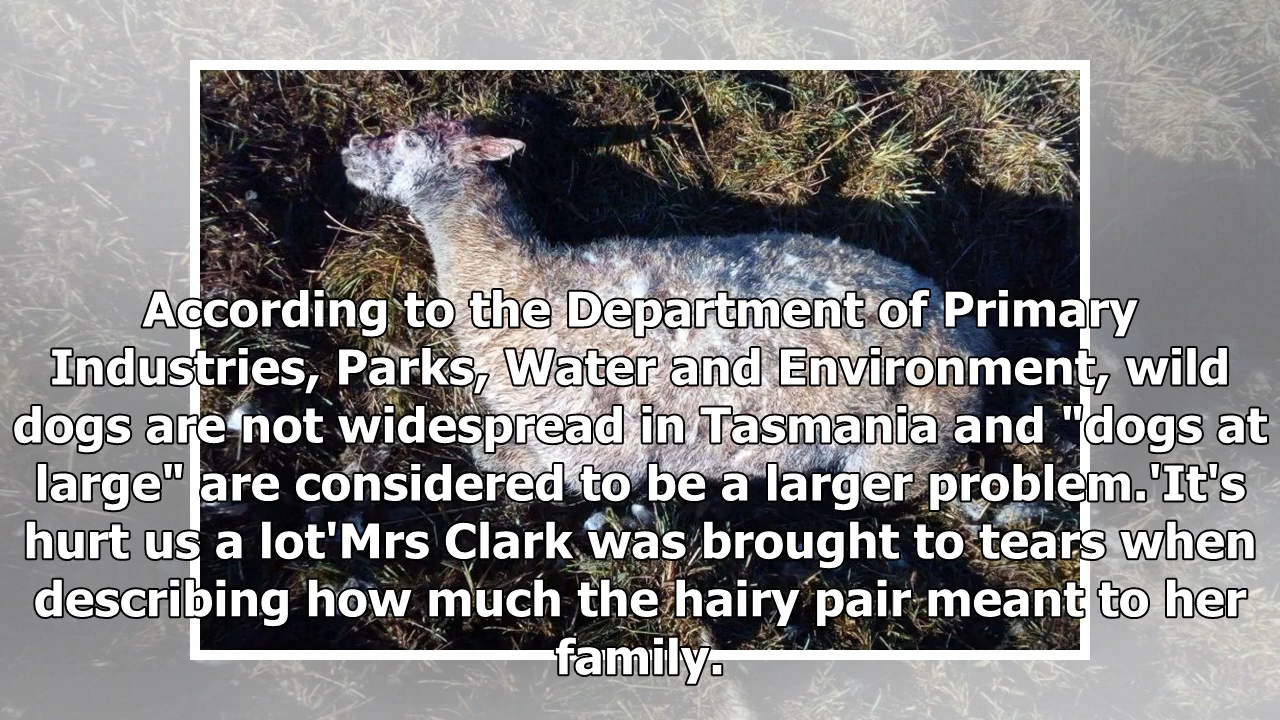 According to the Department of Primary
Industries, Parks, Water and Environment, wild
dogs are not widespread in Tasmania and "dogs at
large" are considered to be a larger problem.'It's
hurt us a lot'Mrs Clark was brought to tears when
describing how much the hairy pair meant to her
family.